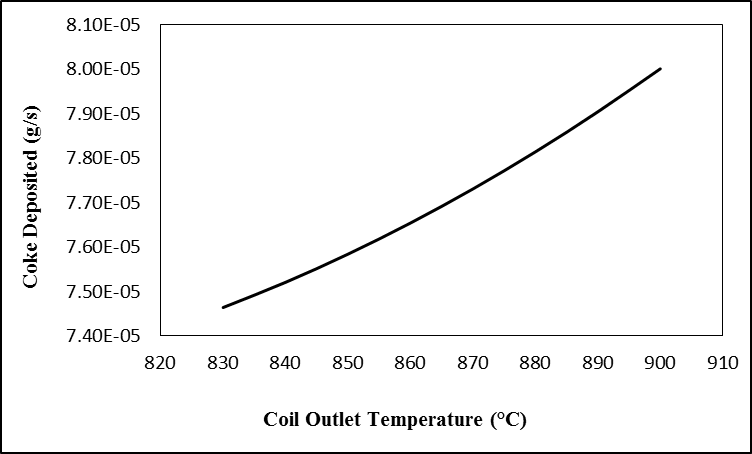 Coke Deposited (g/s)
8.10E-05
8.00E-05
7.90E-05
7.80E-05
7.70E-05
7.60E-05
7.50E-05
7.40E-05
820 830 840 850 860 870 880 890 900 910
Coil Outlet Temperature (°C)